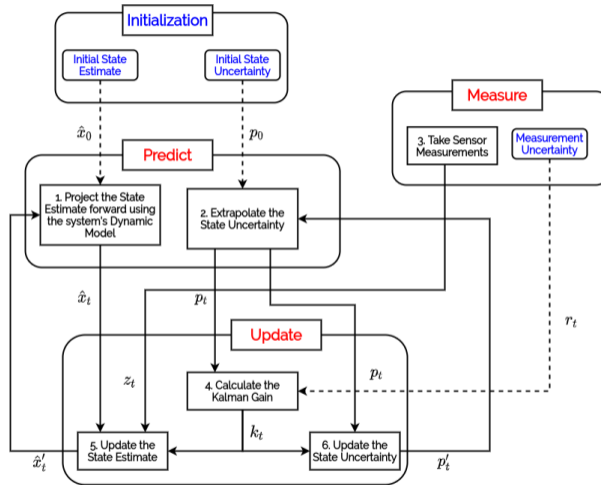 Initialization
Initial State
Estimate
Initial State
Uncertainty
Measure
3. Take Sensor
Measurements
Measurement
Uncertainty
x̂₀
p₀
Predict
1. Project the State
Estimate forward using
the system's Dynamic
Model
2. Extrapolate the
State Uncertainty
x̂ₜ
pₜ
rₜ
Update
zₜ
pₜ
4. Calculate the
Kalman Gain
kₜ
5. Update the
State Estimate
6. Update the
State Uncertainty
x̂′ₜ
p′ₜ